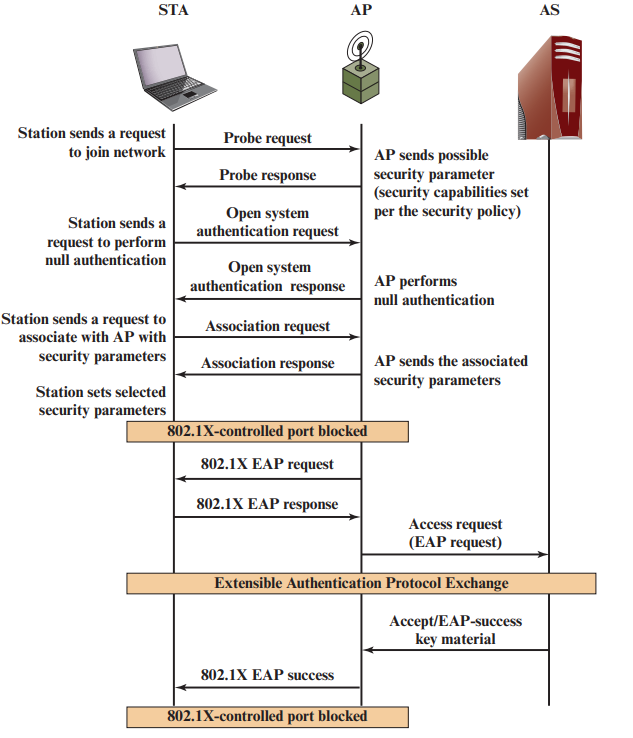 STA
AP
AS
Station sends a request
to join network
Probe request
AP sends possible
security parameter
(security capabilities set
per the security policy)
Probe response
Station sends a
request to perform
null authentication
Open system
authentication request
Open system
authentication response
AP performs
null authentication
Station sends a request to
associate with AP with
security parameters
Association request
Association response
AP sends the associated
security parameters
Station sets selected
security parameters
802.1X-controlled port blocked
802.1X EAP request
802.1X EAP response
Access request
(EAP request)
Extensible Authentication Protocol Exchange
Accept/EAP-success
key material
802.1X EAP success
802.1X-controlled port blocked